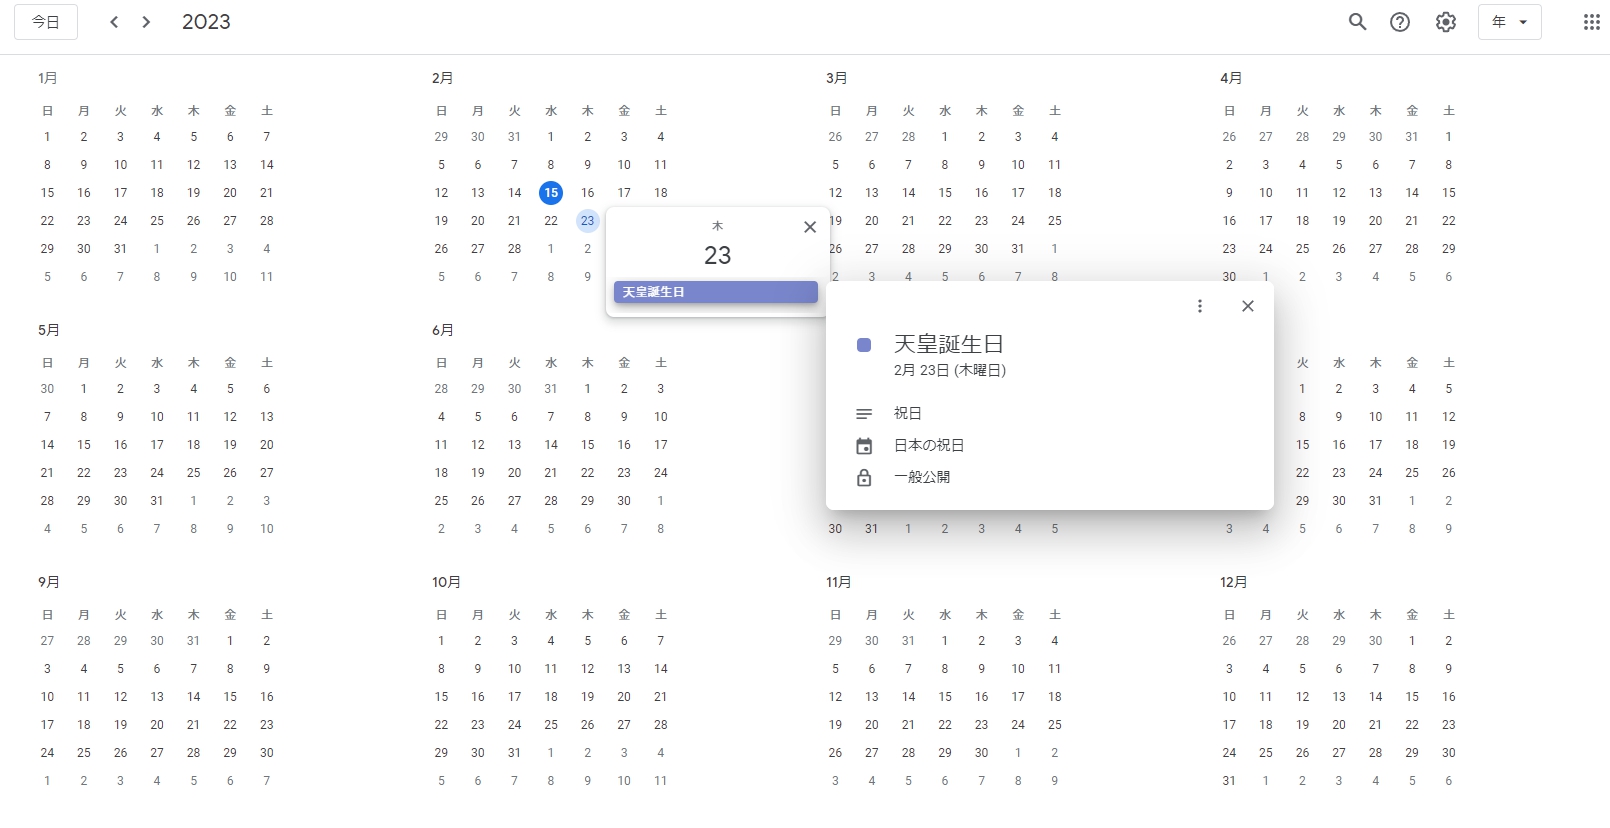 今日 2023 年
1月 2月 3月 4月
日 月 火 水 木 金 土 日 月 火 水 木 金 土 日 月 火 水 木 金 土 日 月 火 水 木 金 土
1 2 3 4 5 6 7 29 30 31 1 2 3 4 26 27 28 1 2 3 4 26 27 28 29 30 31 1
8 9 10 11 12 13 14 5 6 7 8 9 10 11 5 6 7 8 9 10 11 2 3 4 5 6 7 8
15 16 17 18 19 20 21 12 13 14 15 16 17 18 12 13 14 15 16 17 18 9 10 11 12 13 14 15
22 23 24 25 26 27 28 19 20 21 22 23 19 20 21 22 23 24 25 16 17 18 19 20 21 22
29 30 31 1 2 3 4 26 27 28 1 2 26 27 28 29 30 31 1 23 24 25 26 27 28 29
5 6 7 8 9 10 11 5 6 7 8 9 2 3 4 5 6 7 8 30 1 2 3 4 5 6
木
23
天皇誕生日
天皇誕生日
2月 23日 (木曜日)
祝日
日本の祝日
一般公開
5月 6月
日 月 火 水 木 金 土 日 月 火 水 木 金 土 火 水 木 金 土
30 1 2 3 4 5 6 28 29 30 31 1 2 3 1 2 3 4 5
7 8 9 10 11 12 13 4 5 6 7 8 9 10 8 9 10 11 12
14 15 16 17 18 19 20 11 12 13 14 15 16 17 15 16 17 18 19
21 22 23 24 25 26 27 18 19 20 21 22 23 24 22 23 24 25 26
28 29 30 31 1 2 3 25 26 27 28 29 30 1 29 30 31 1 2
4 5 6 7 8 9 10 2 3 4 5 6 7 8 30 31 1 2 3 4 5 3 4 5 6 7 8 9
9月 10月 11月 12月
日 月 火 水 木 金 土 日 月 火 水 木 金 土 日 月 火 水 木 金 土 日 月 火 水 木 金 土
27 28 29 30 31 1 2 1 2 3 4 5 6 7 29 30 31 1 2 3 4 26 27 28 29 30 1 2
3 4 5 6 7 8 9 8 9 10 11 12 13 14 5 6 7 8 9 10 11 3 4 5 6 7 8 9
10 11 12 13 14 15 16 15 16 17 18 19 20 21 12 13 14 15 16 17 18 10 11 12 13 14 15 16
17 18 19 20 21 22 23 22 23 24 25 26 27 28 19 20 21 22 23 24 25 17 18 19 20 21 22 23
24 25 26 27 28 29 30 29 30 31 1 2 3 4 26 27 28 29 30 1 2 24 25 26 27 28 29 30
1 2 3 4 5 6 7 5 6 7 8 9 10 11 3 4 5 6 7 8 9 31 1 2 3 4 5 6